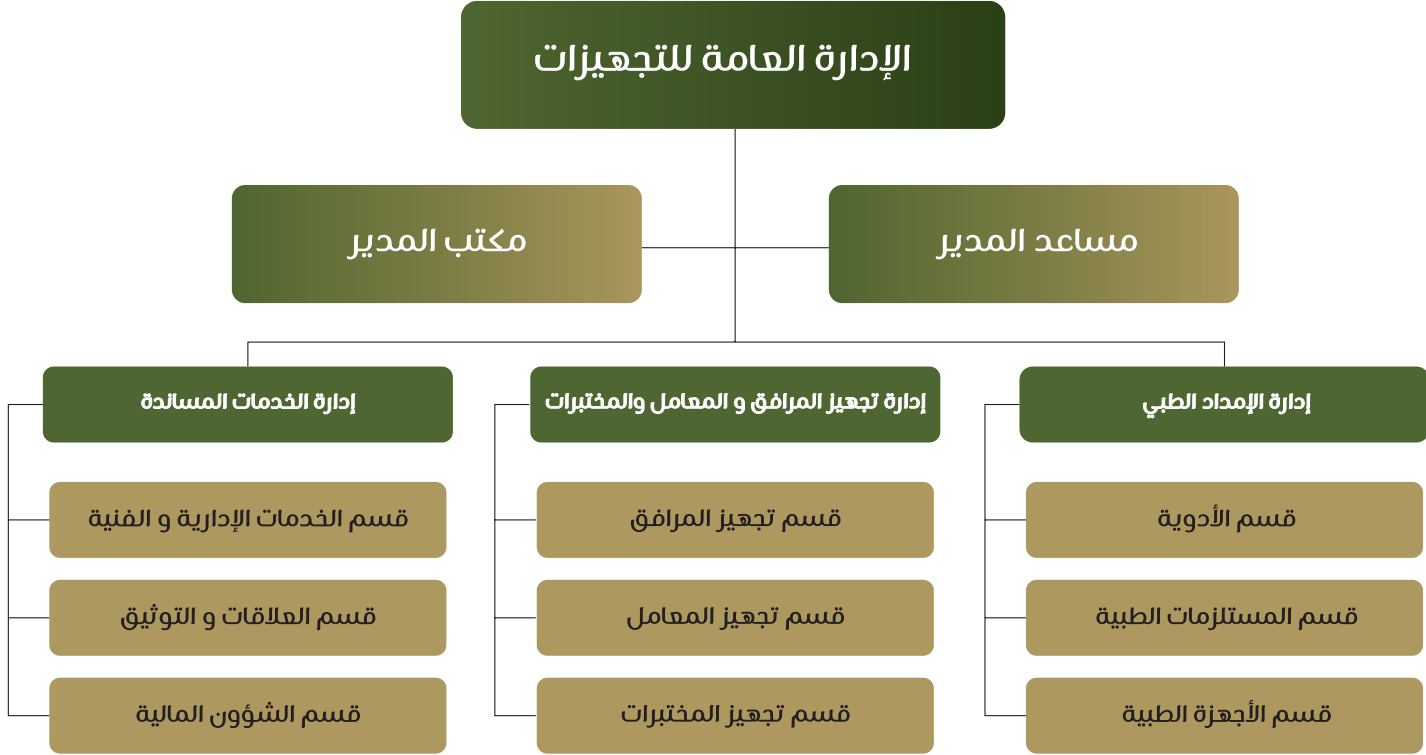 الإدارة العامة للتجهيزات
مساعد المدير
مكتب المدير
إدارة الإمداد الطبي
قسم الأدوية
قسم المستلزمات الطبية
قسم الأجهزة الطبية
إدارة تجهيز المرافق و المعامل والمختبرات
قسم تجهيز المرافق
قسم تجهيز المعامل
قسم تجهيز المختبرات
إدارة الخدمات المساندة
قسم الخدمات الإدارية و الفنية
قسم العلاقات و التوثيق
قسم الشؤون المالية